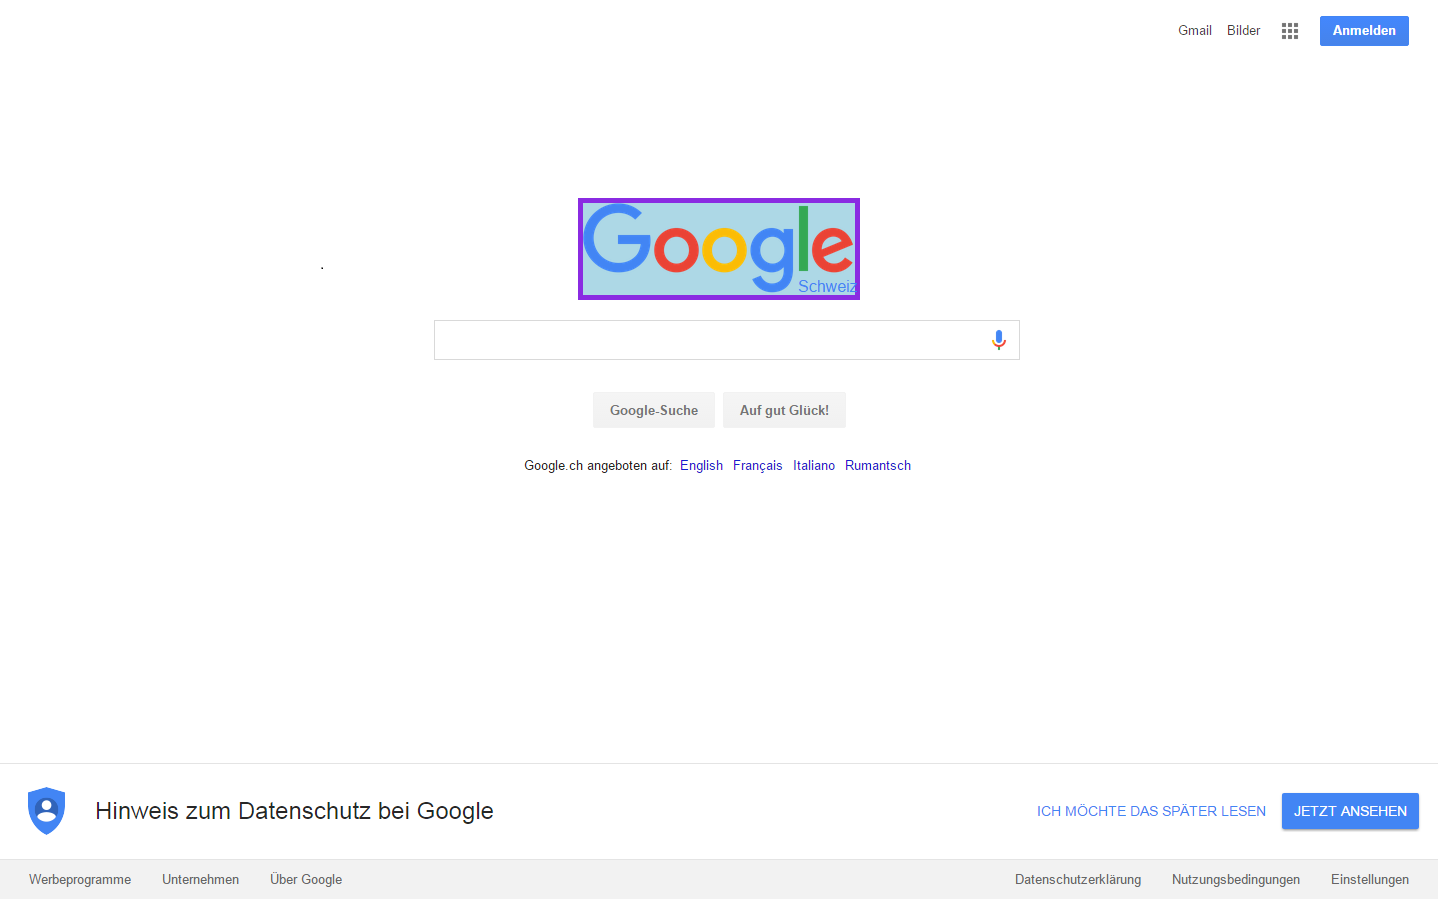 Gmail Bilder Anmelden
Google
Schweiz
.
Google-Suche Auf gut Glück!
Google.ch angeboten auf: English Français Italiano Rumantsch
Hinweis zum Datenschutz bei Google ICH MÖCHTE DAS SPÄTER LESEN JETZT ANSEHEN
Werbeprogramme Unternehmen Über Google Datenschutzerklärung Nutzungsbedingungen Einstellungen